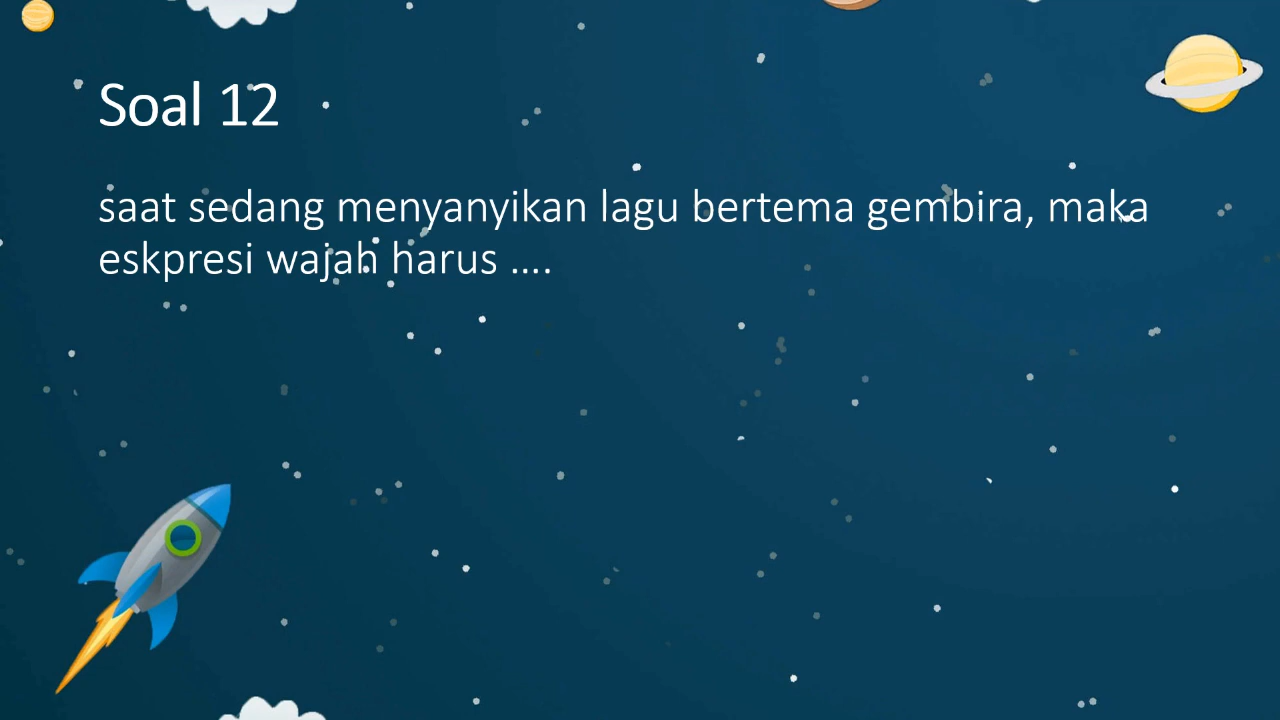 Soal 12
saat sedang menyanyikan lagu bertema gembira, maka
eskpresi wajah harus ....